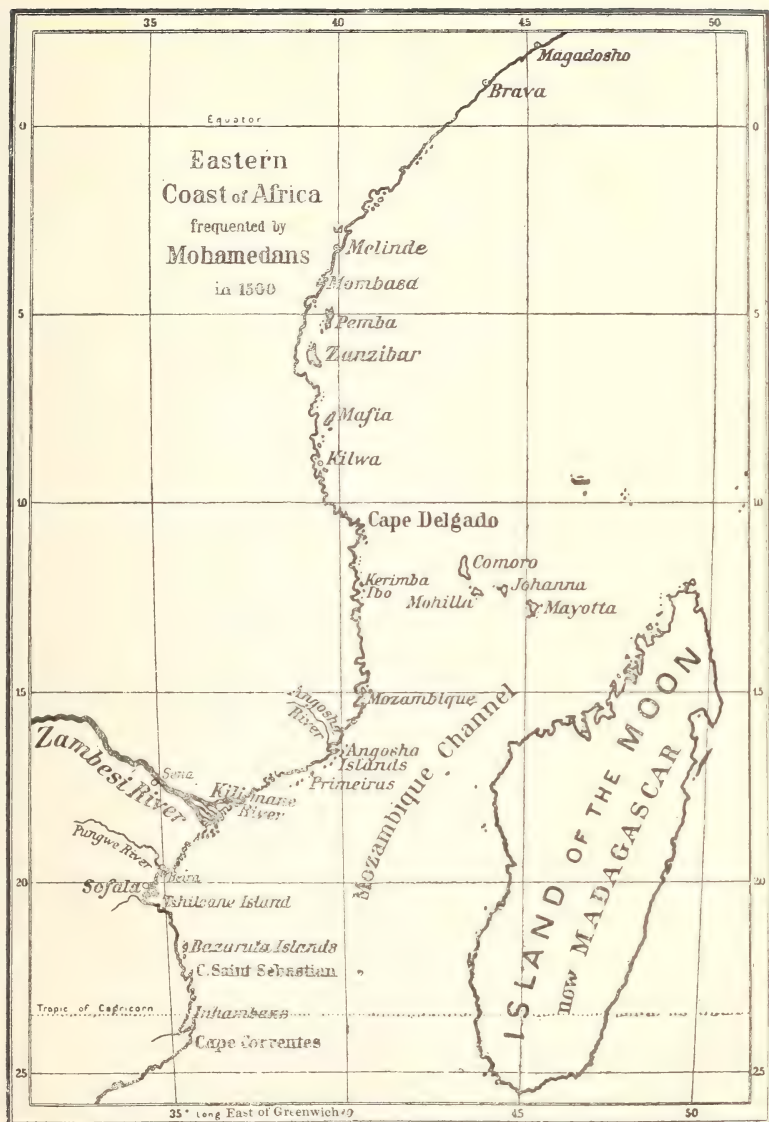 35 40 45 50
Magadosho
Brava
Equator
0 0
Eastern
Coast of Africa
frequented by
Mohamedans
in 1500
Melinde
Mombasa
5 5
Pemba
Zanzibar
Mafia
Kilwa
10 10
Cape Delgado
Comoro
Kerimba
Johanna
Ibo
Mohilla
Mayotta
15 15
Mozambique
Angosha
River
Mozambique Channel
Angosha
Islands
Primeirus
Zambesi River
Sena
Kilimane
River
ISLAND OF THE MOON
now MADAGASCAR
Pungwe River
Beira
Sofala
20 20
Tshiloane Island
Bazaruta Islands
C. Saint Sebastian
Tropic of Capricorn
Inhambane
Cape Correntes
25 25
35° Long East of Greenwich 40 45 50